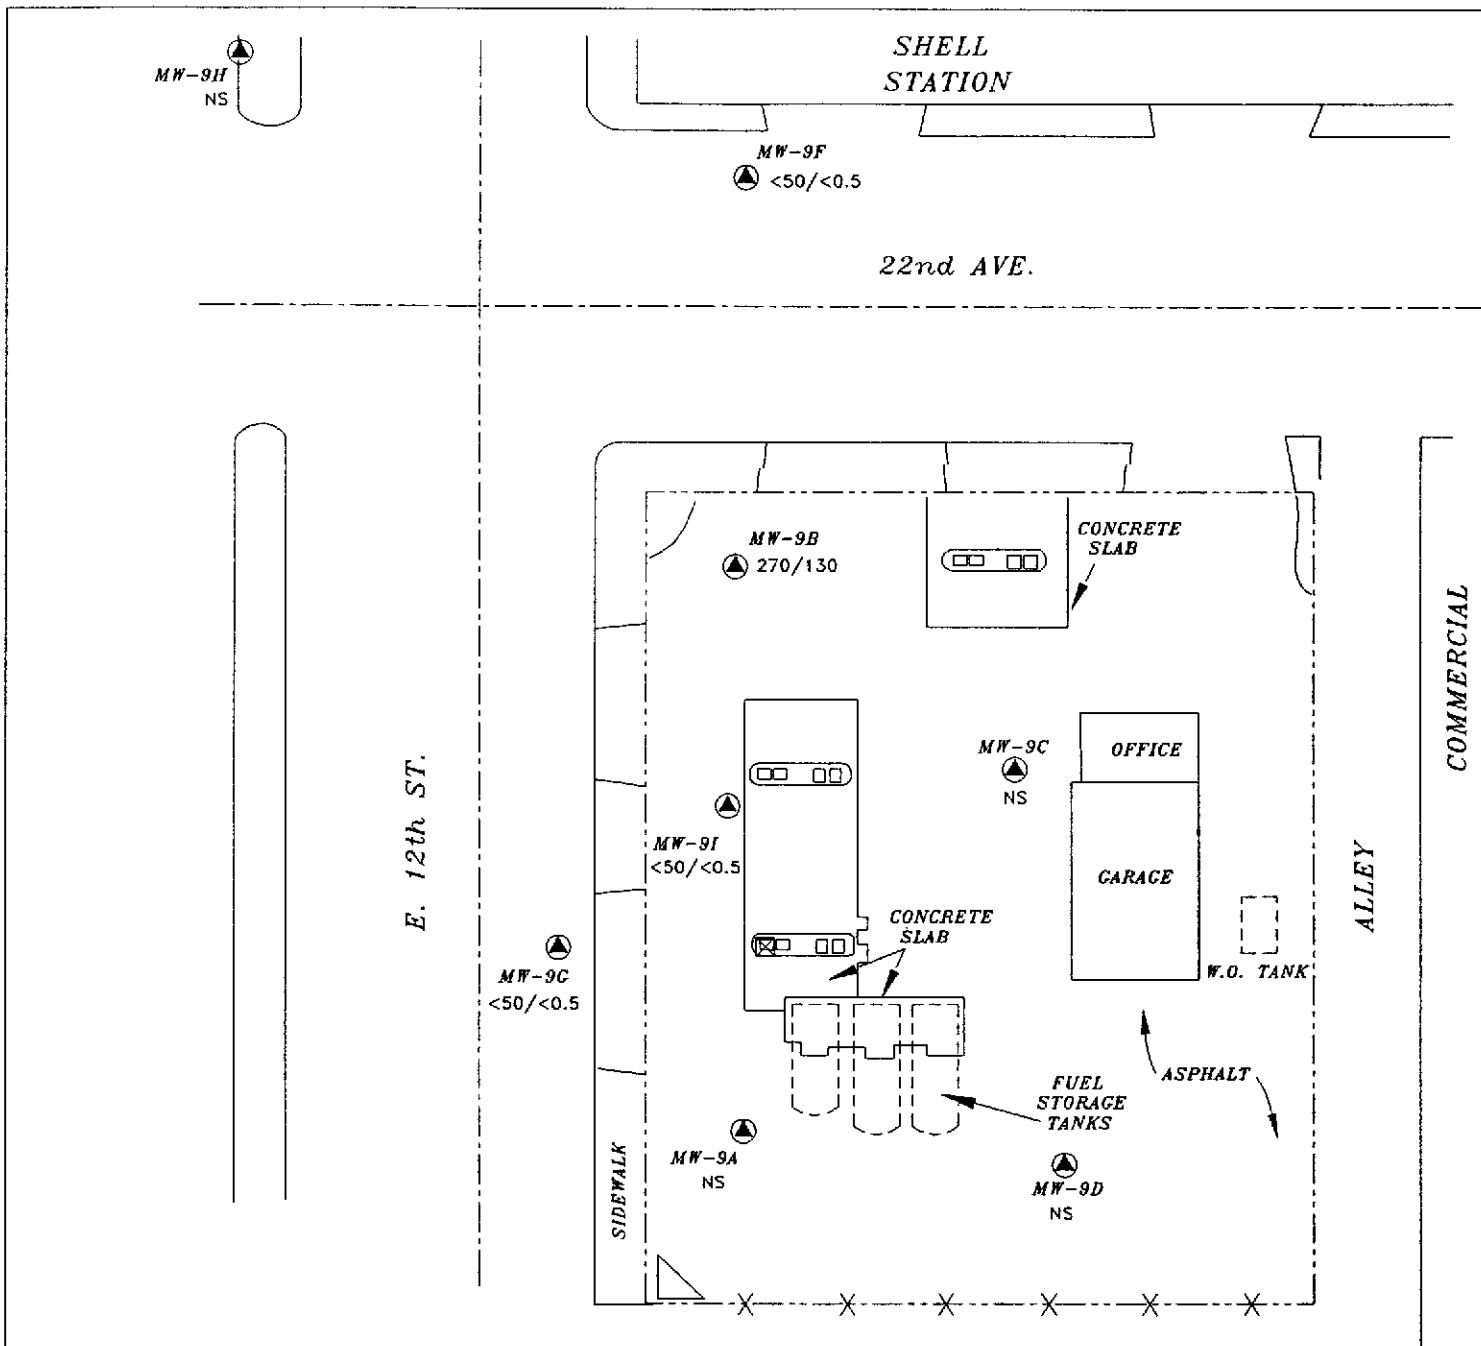 SHELL
STATION
MW-9H
NS
MW-9F
<50/<0.5
22nd AVE.
MW-9B
270/130
CONCRETE
SLAB
COMMERCIAL
MW-9C
NS
OFFICE
E. 12th ST.
MW-9I
<50/<0.5
GARAGE
ALLEY
CONCRETE
SLAB
MW-9G
<50/<0.5
W.O. TANK
FUEL
STORAGE
TANKS
ASPHALT
MW-9A
NS
SIDEWALK
MW-9D
NS